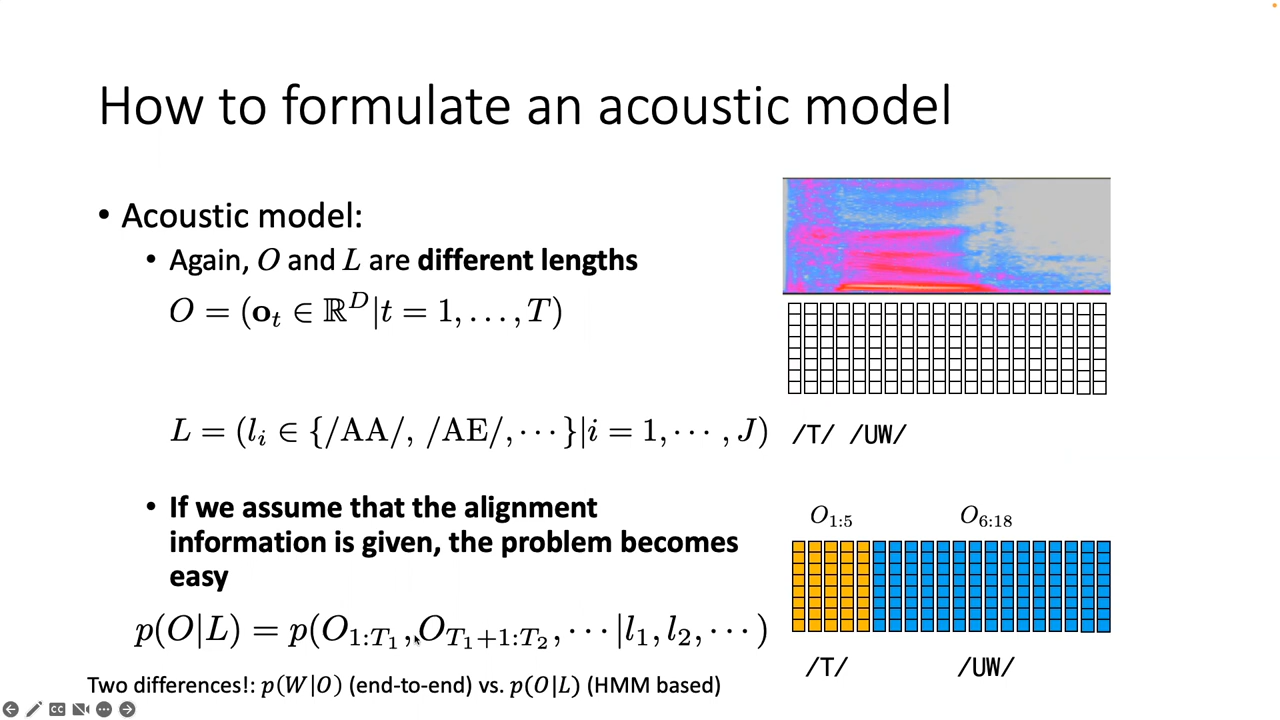 How to formulate an acoustic model
• Acoustic model:
• Again, O and L are different lengths
O = (o_t ∈ ℝ^D|t = 1, . . . , T)
L = (l_i ∈ {/AA/, /AE/, ⋯ }|i = 1, ⋯ , J)
/T/ /UW/
• If we assume that the alignment
information is given, the problem becomes
easy
O_{1:5}
O_{6:18}
p(O|L) = p(O_{1:T_1}, O_{T_1+1:T_2}, ⋯ |l_1, l_2, ⋯ )
/T/
/UW/
Two differences!: p(W|O) (end-to-end) vs. p(O|L) (HMM based)
CC